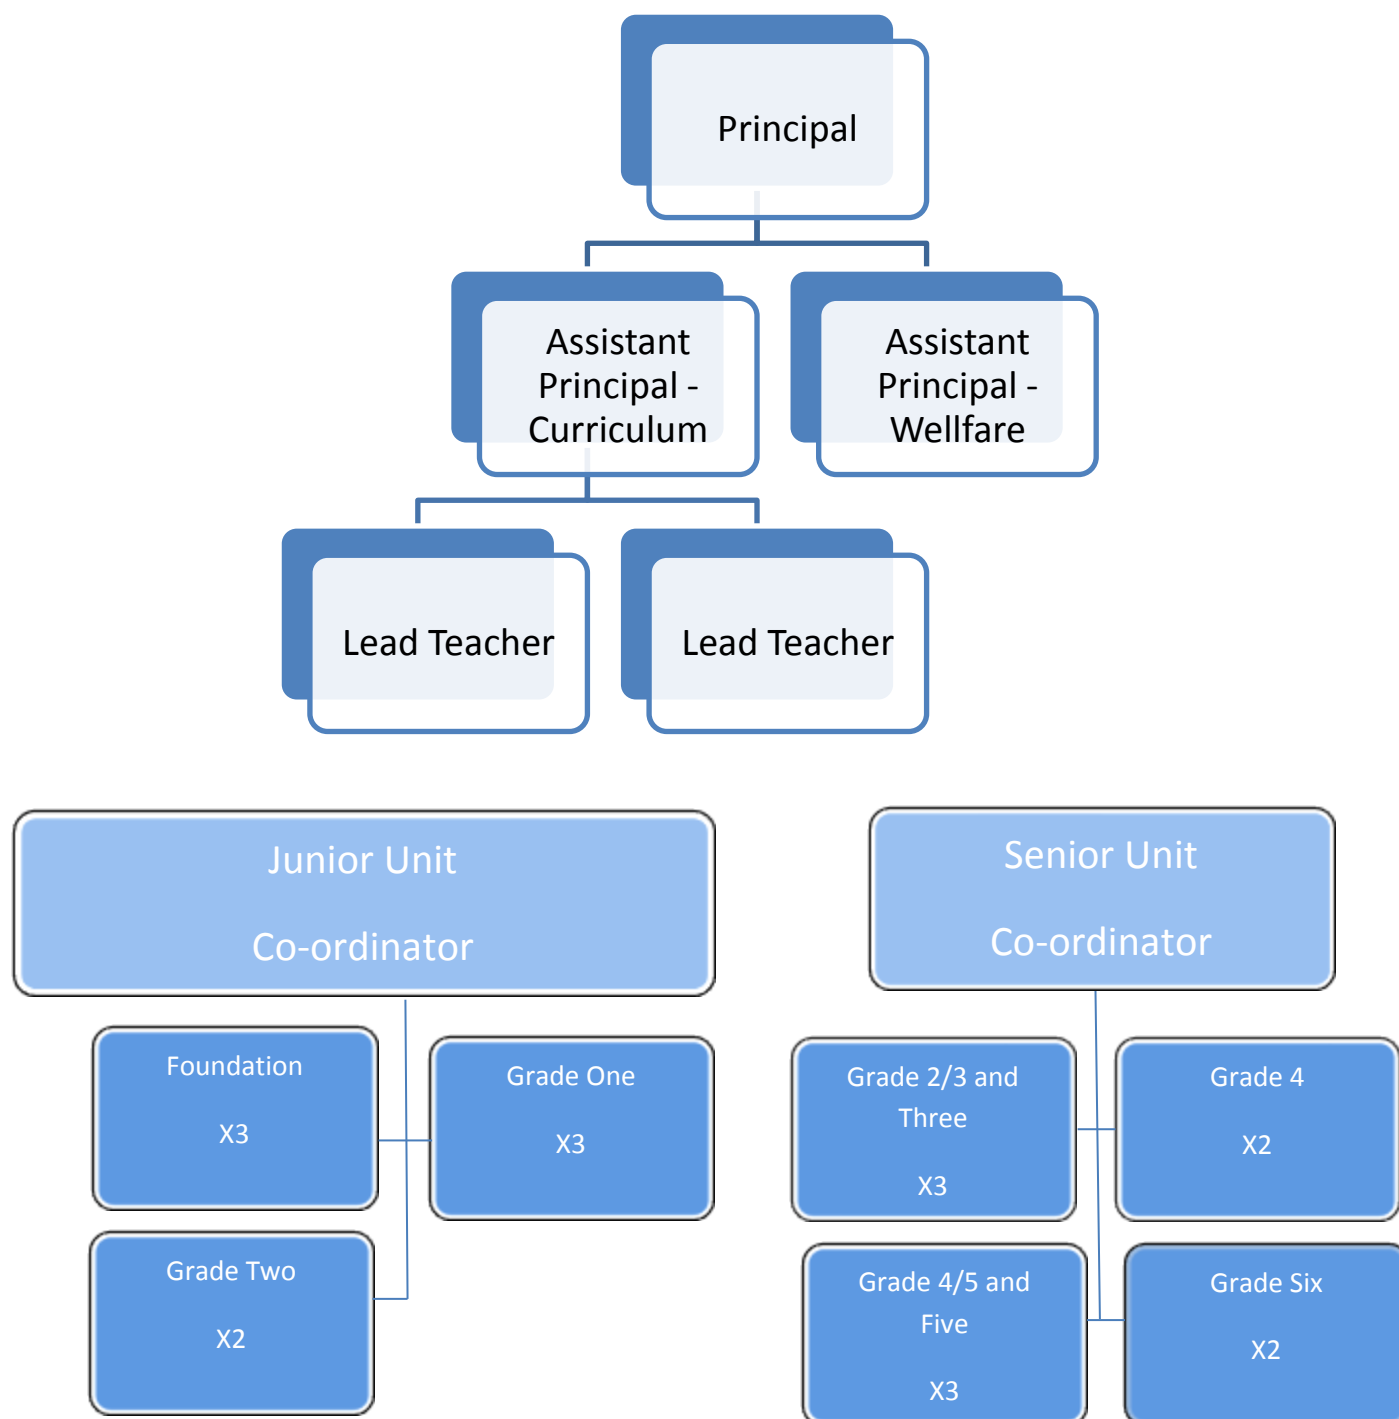 Principal
Assistant
Principal -
Curriculum
Assistant
Principal -
Wellfare
Lead Teacher
Lead Teacher
Junior Unit
Co-ordinator
Senior Unit
Co-ordinator
Foundation
X3
Grade One
X3
Grade Two
X2
Grade 2/3 and
Three
X3
Grade 4
X2
Grade 4/5 and
Five
X3
Grade Six
X2